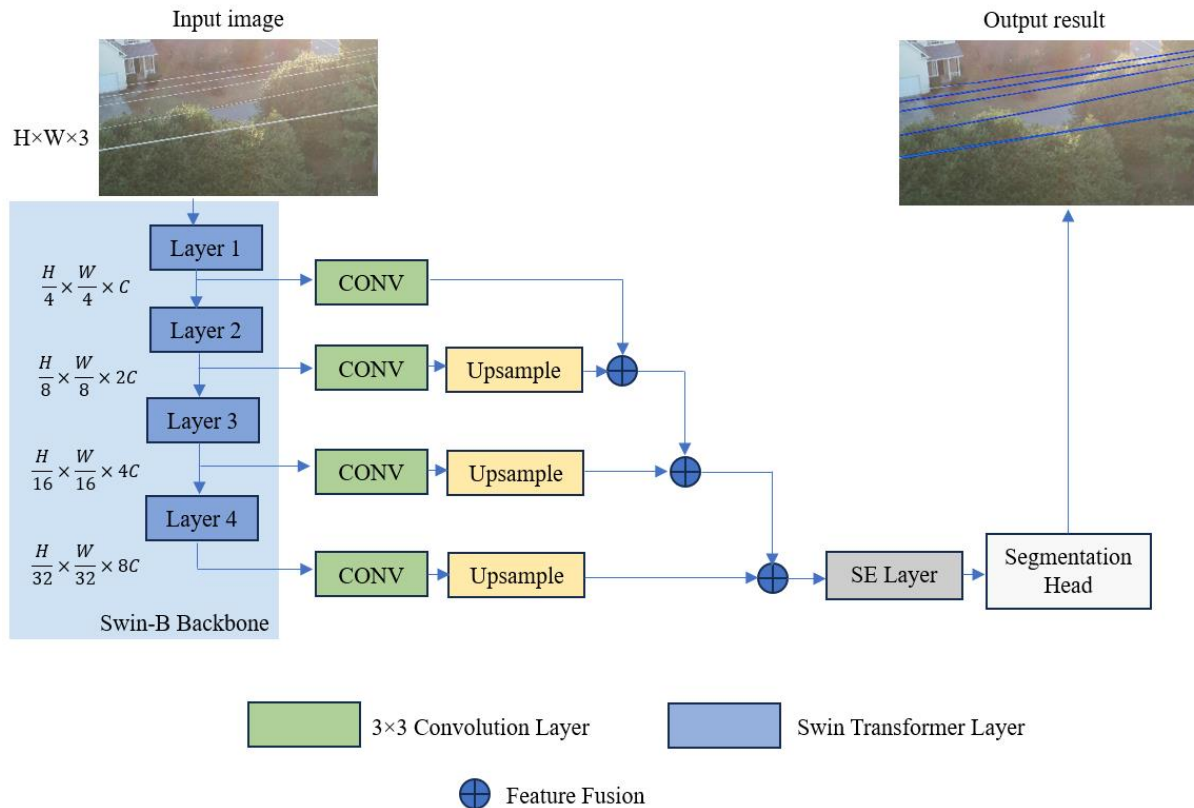 Input image
Output result
H×W×3
Layer 1
H/4 × W/4 × C
CONV
Layer 2
H/8 × W/8 × 2C
CONV
Upsample
Layer 3
H/16 × W/16 × 4C
CONV
Upsample
Layer 4
H/32 × W/32 × 8C
CONV
Upsample
SE Layer
Segmentation
Head
Swin-B Backbone
3×3 Convolution Layer
Swin Transformer Layer
Feature Fusion